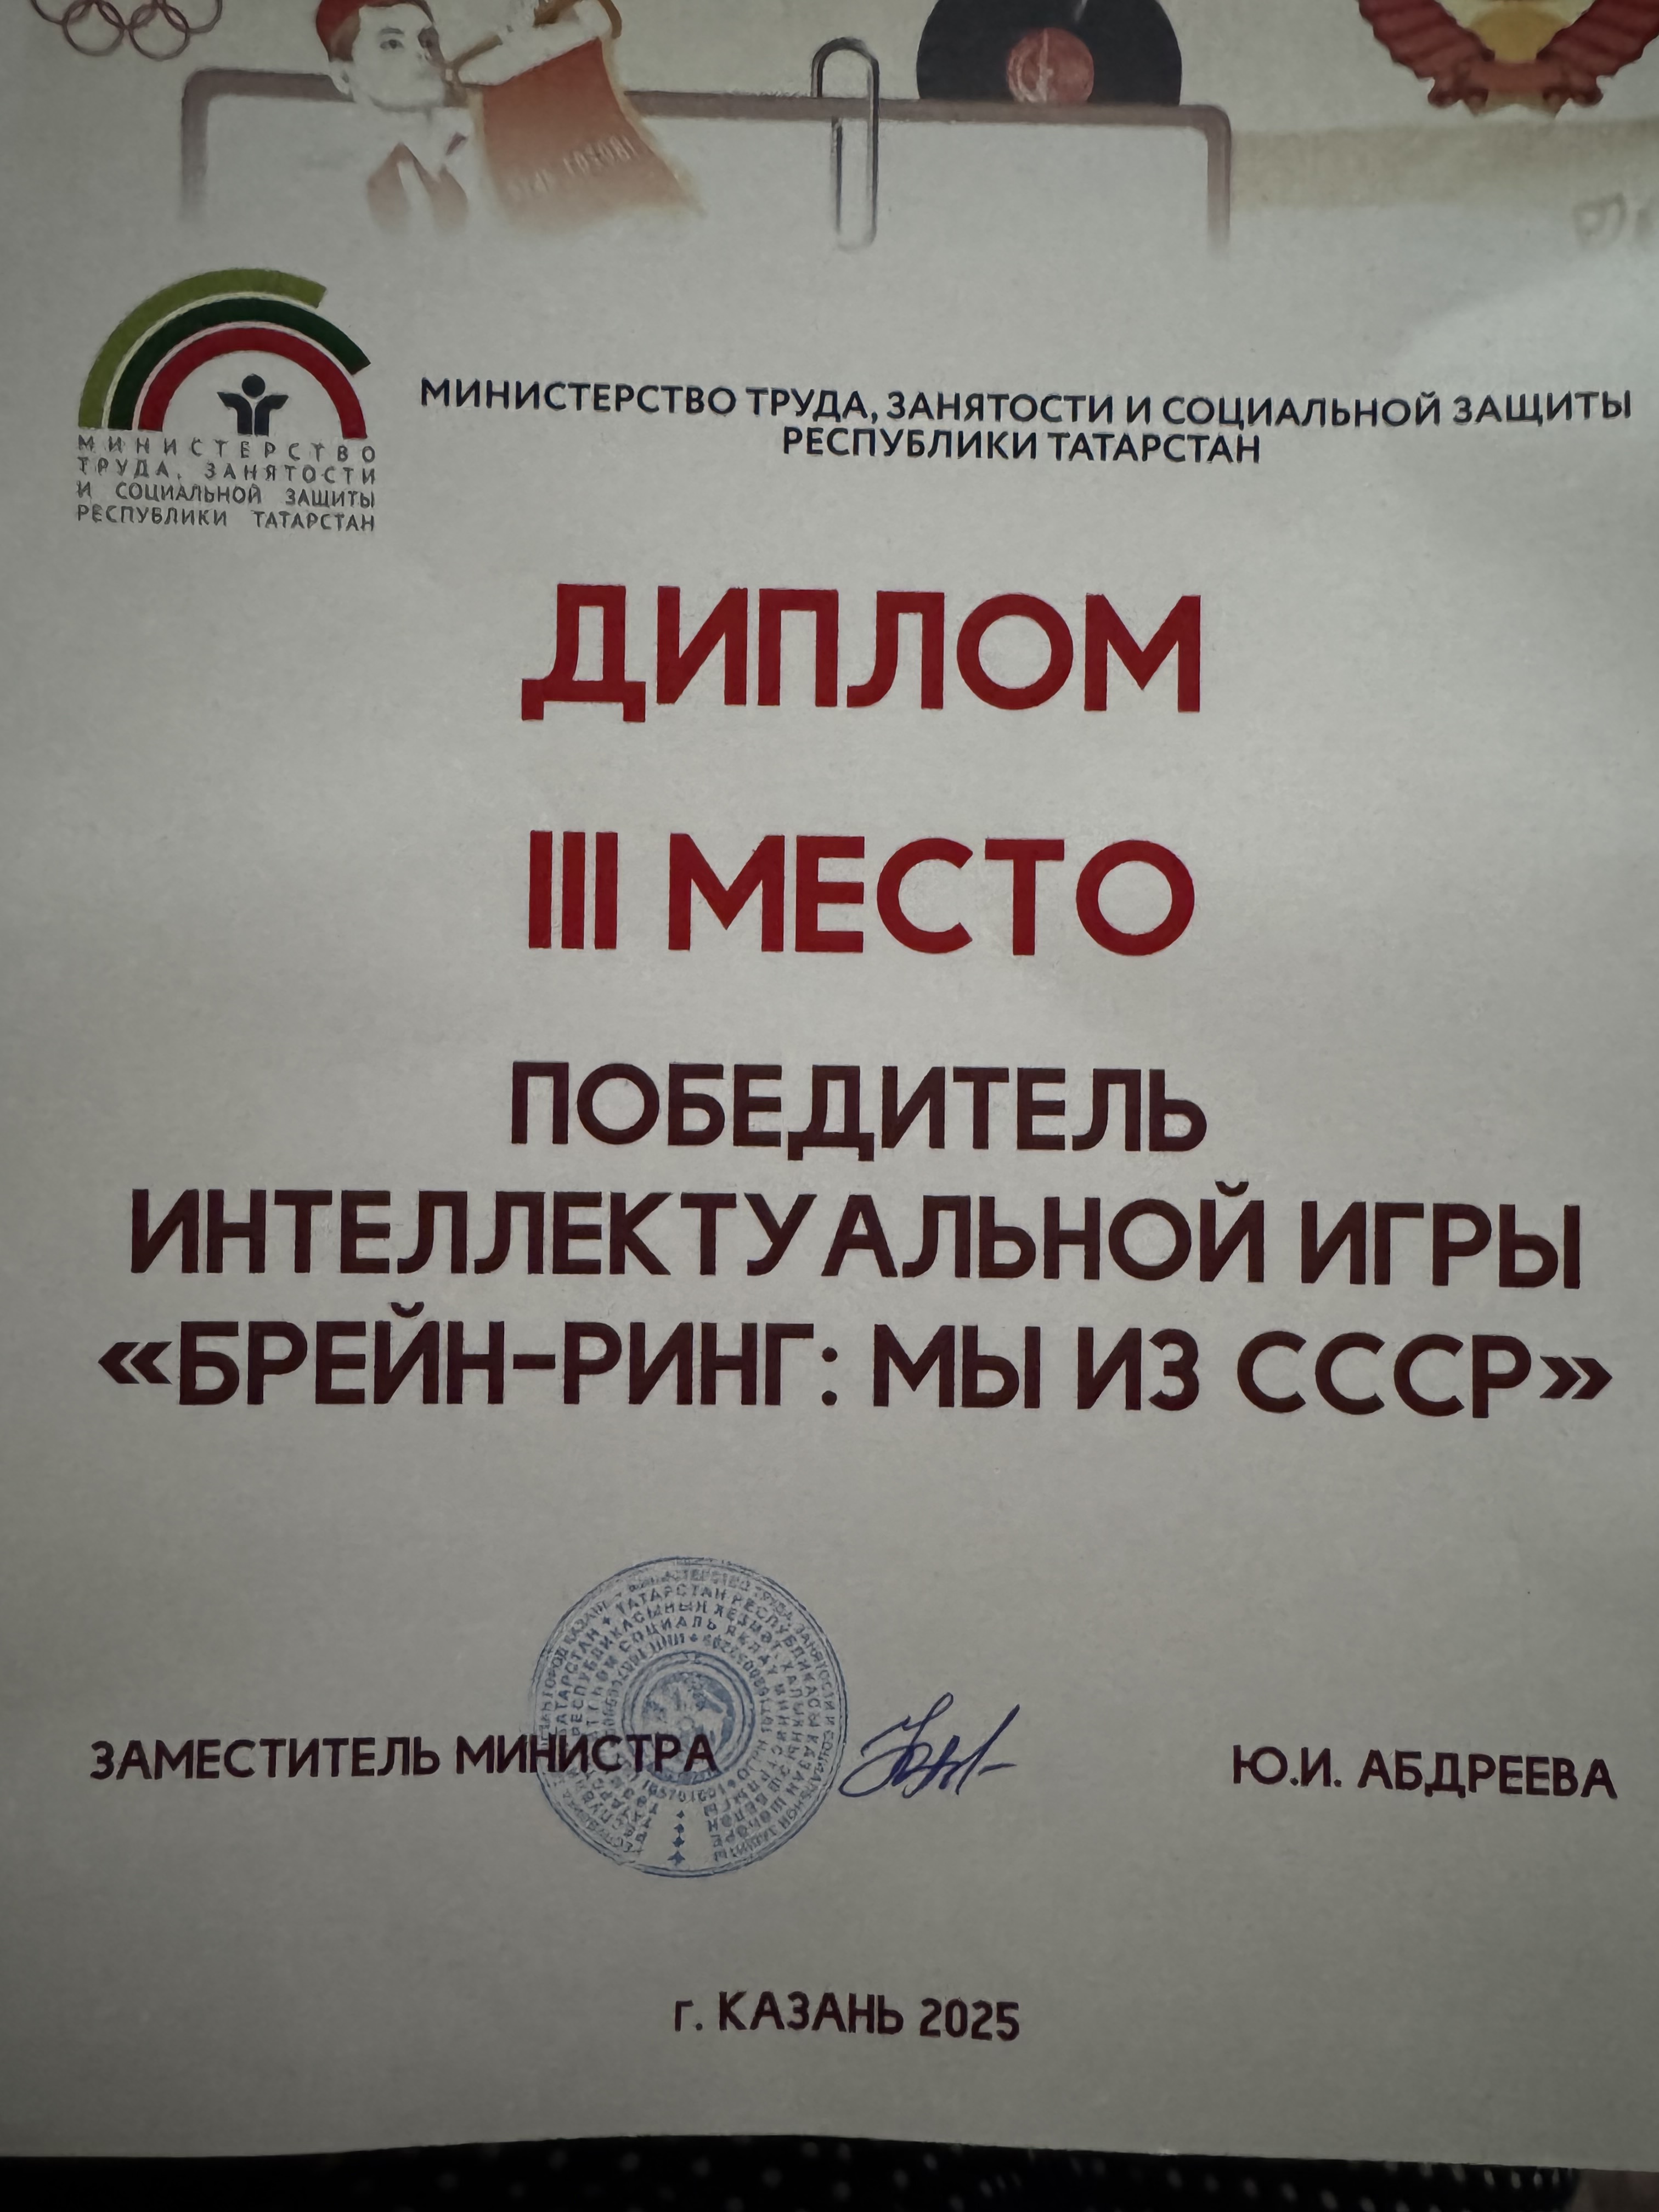 МИНИСТЕРСТВО
ТРУДА, ЗАНЯТОСТИ
И СОЦИАЛЬНОЙ ЗАЩИТЫ
РЕСПУБЛИКИ ТАТАРСТАН
МИНИСТЕРСТВО ТРУДА, ЗАНЯТОСТИ И СОЦИАЛЬНОЙ ЗАЩИТЫ
РЕСПУБЛИКИ ТАТАРСТАН
ДИПЛОМ
III МЕСТО
ПОБЕДИТЕЛЬ
ИНТЕЛЛЕКТУАЛЬНОЙ ИГРЫ
«БРЕЙН-РИНГ: МЫ ИЗ СССР»
ЗАМЕСТИТЕЛЬ МИНИСТРА
Ю.И. АБДРЕЕВА
г. КАЗАНЬ 2025